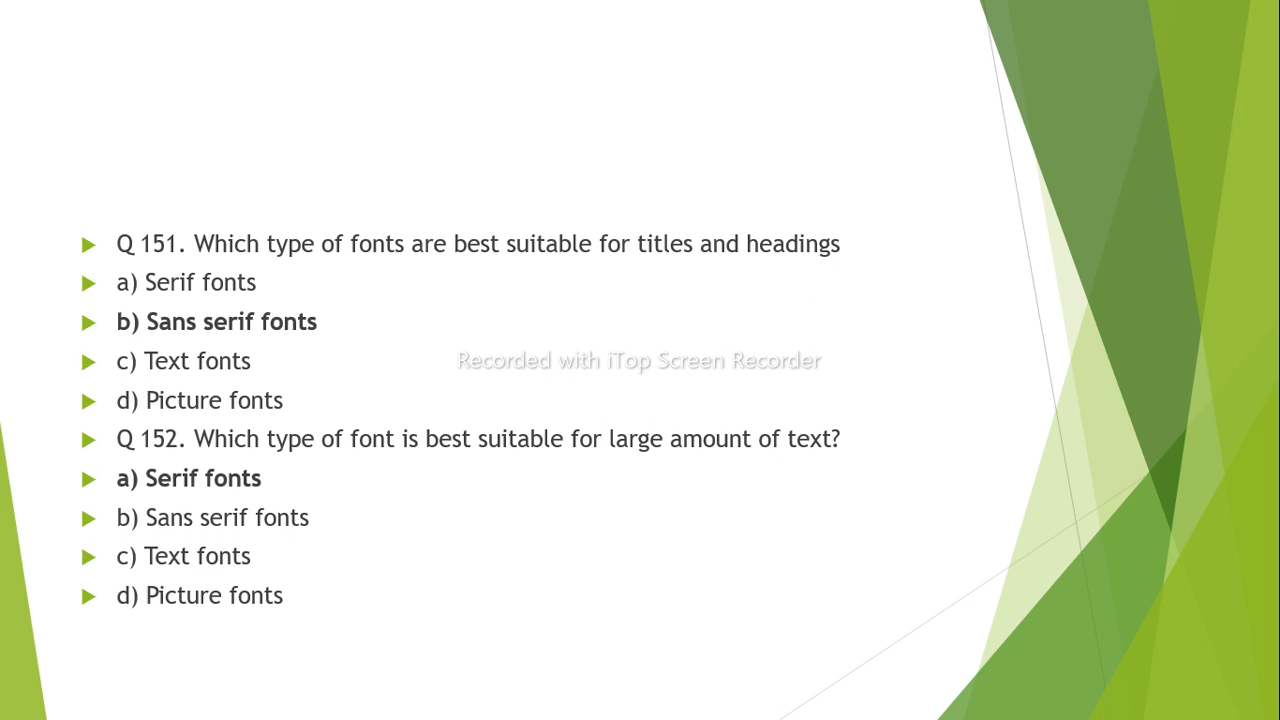 Q 151. Which type of fonts are best suitable for titles and headings
a) Serif fonts
b) Sans serif fonts
c) Text fonts
Recorded with iTop Screen Recorder
d) Picture fonts
Q 152. Which type of font is best suitable for large amount of text?
a) Serif fonts
b) Sans serif fonts
c) Text fonts
d) Picture fonts